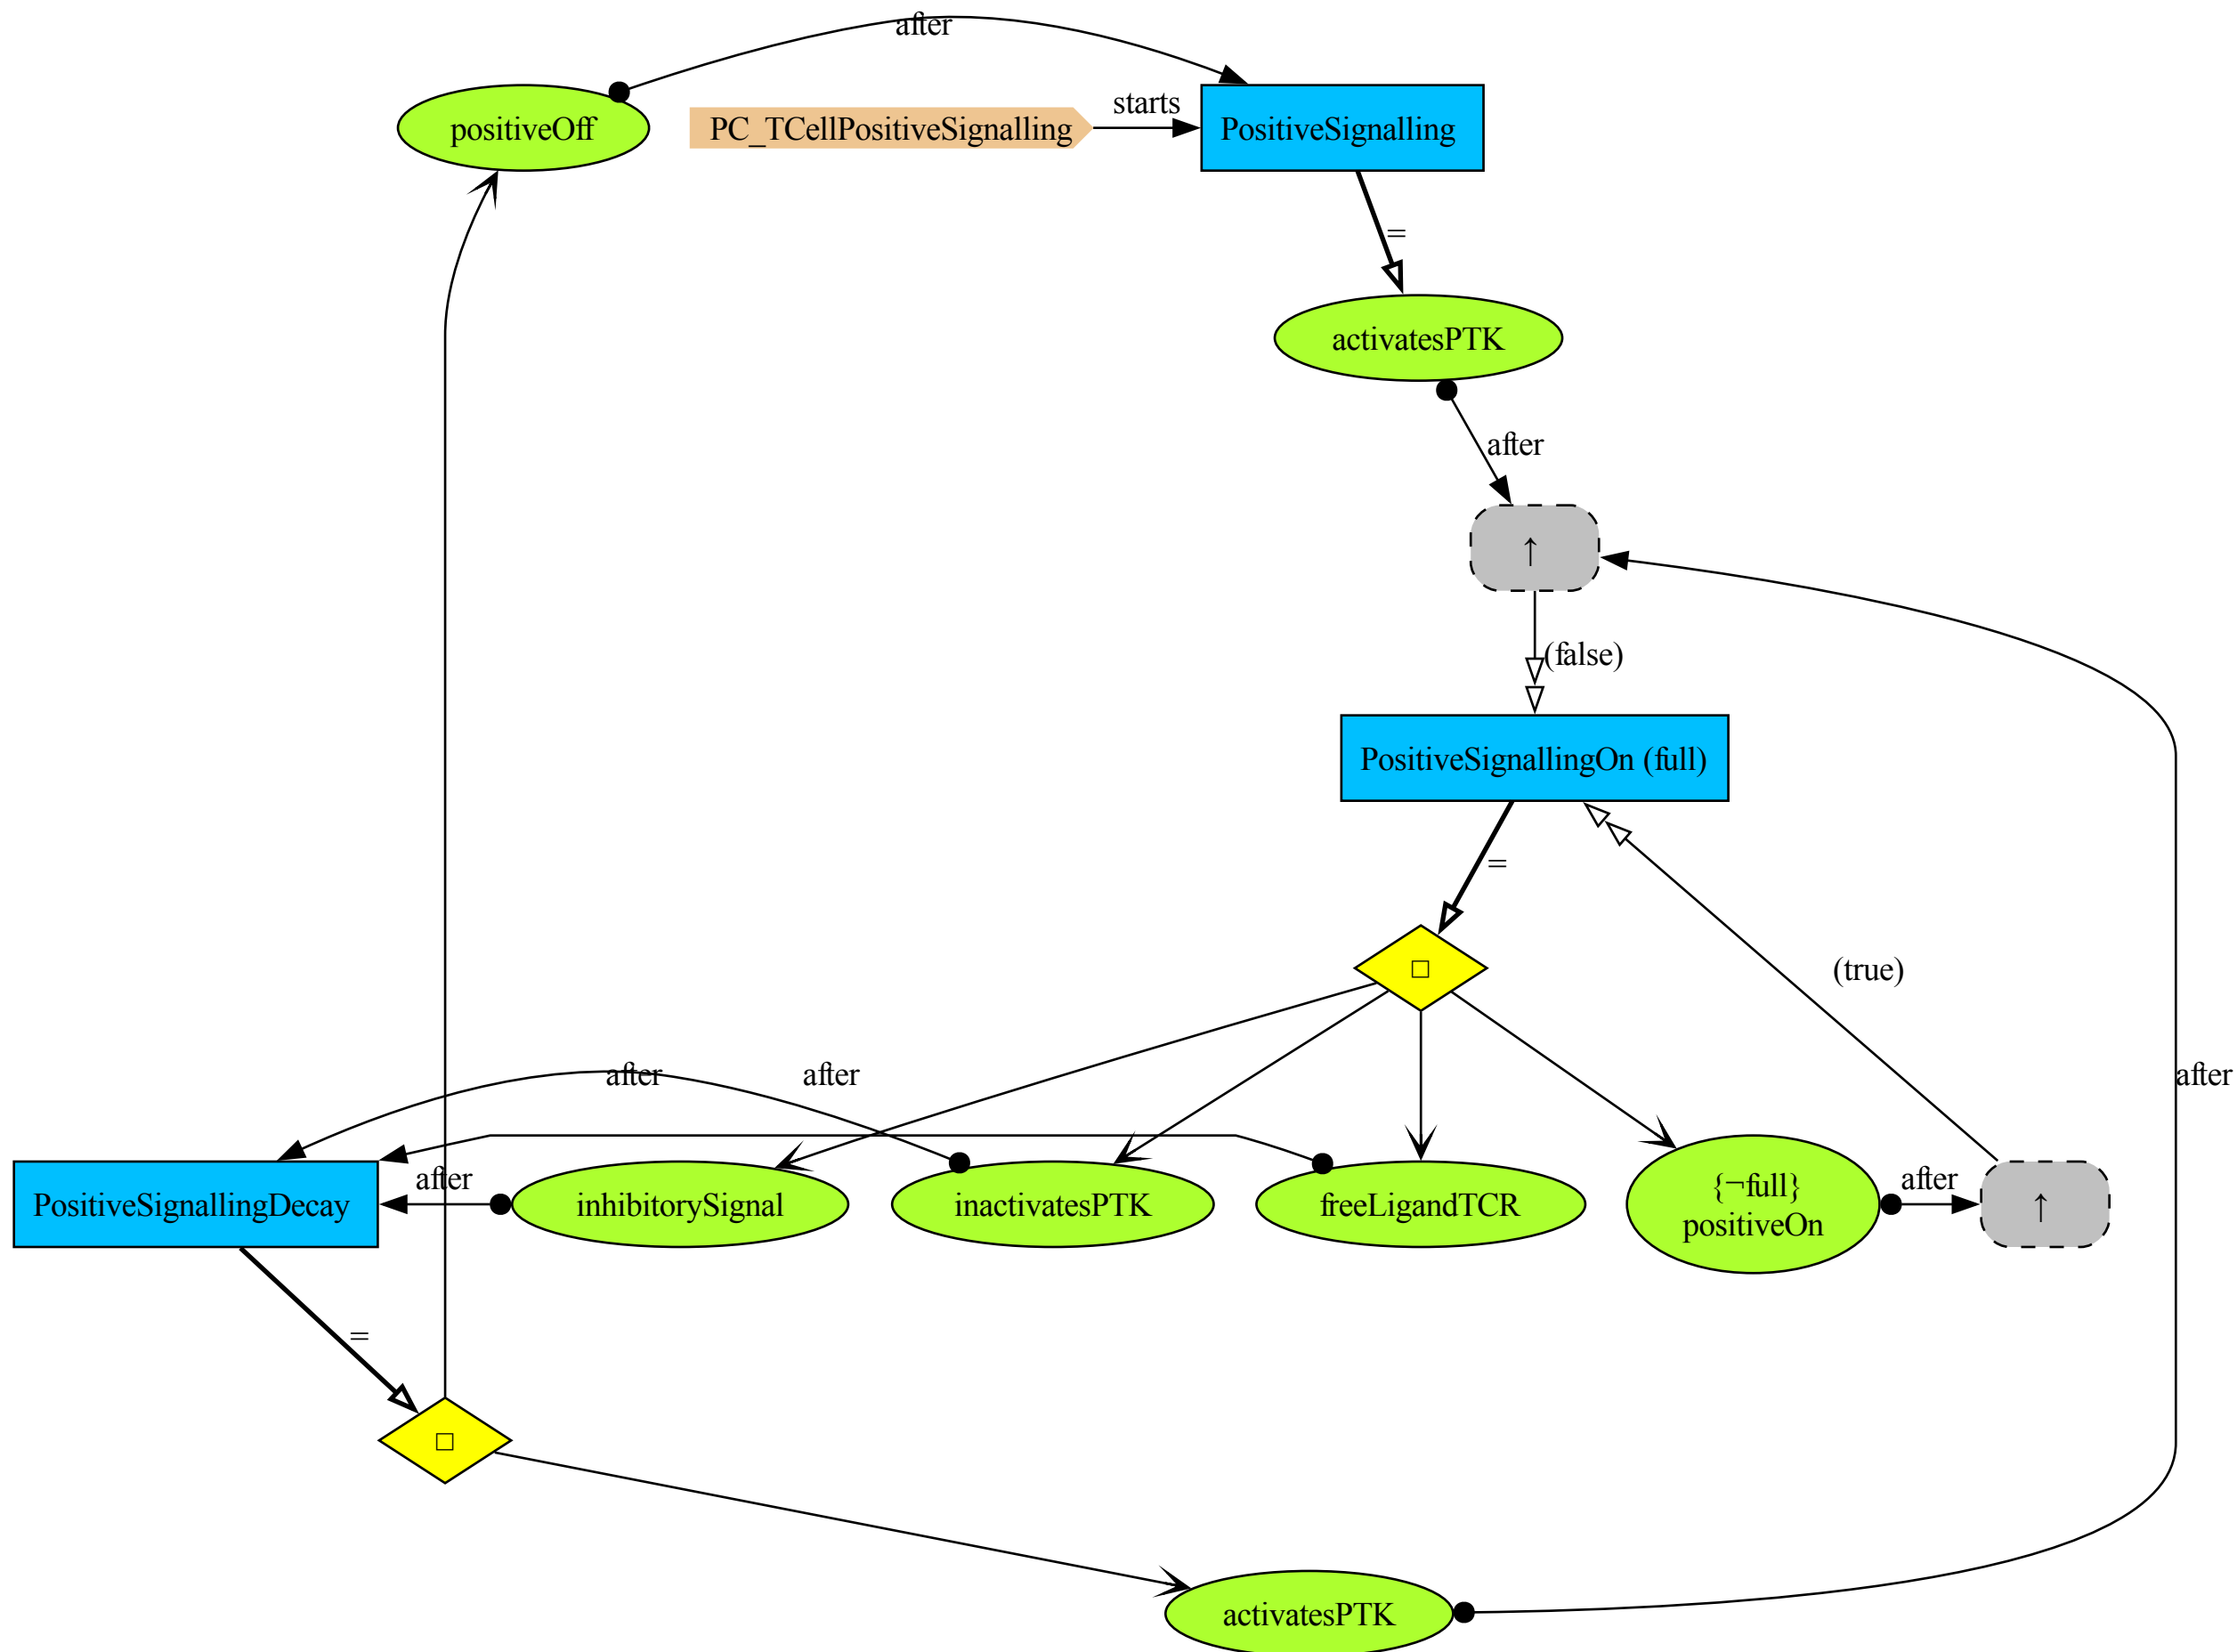 after
positiveOff
PC_TCellPositiveSignalling
starts
PositiveSignalling
=
activatesPTK
after
↑
(false)
PositiveSignallingOn (full)
=
□
(true)
after
after
after
PositiveSignallingDecay
after
inhibitorySignal
inactivatesPTK
freeLigandTCR
{¬full}
positiveOn
after
↑
=
□
activatesPTK